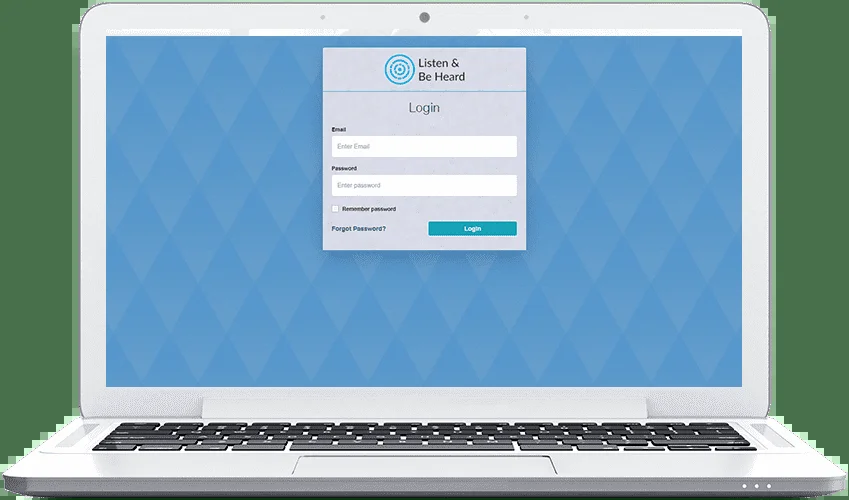 Listen &
Be Heard
Login
Email
Enter Email
Password
Enter password
Remember password
Forgot Password?
Login